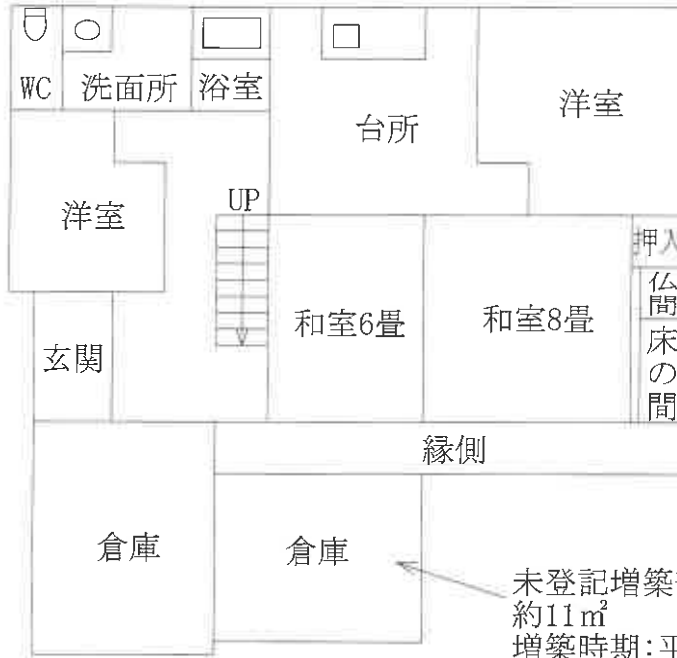 WC
洗面所
浴室
台所
洋室
洋室
UP
押入
仏間
和室6畳
和室8畳
玄関
床の間
縁側
倉庫
倉庫
未登記増築
約11㎡
増築時期:平